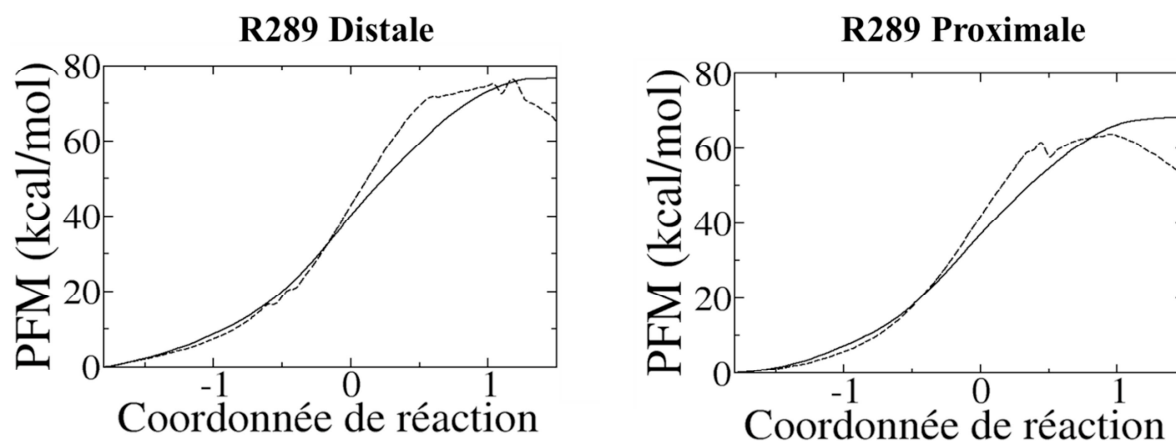 R289 Distale
80
60
40
20
0
PFM (kcal/mol)
-1
0
1
Coordonnée de réaction
R289 Proximale
80
60
40
20
0
PFM (kcal/mol)
-1
0
1
Coordonnée de réaction